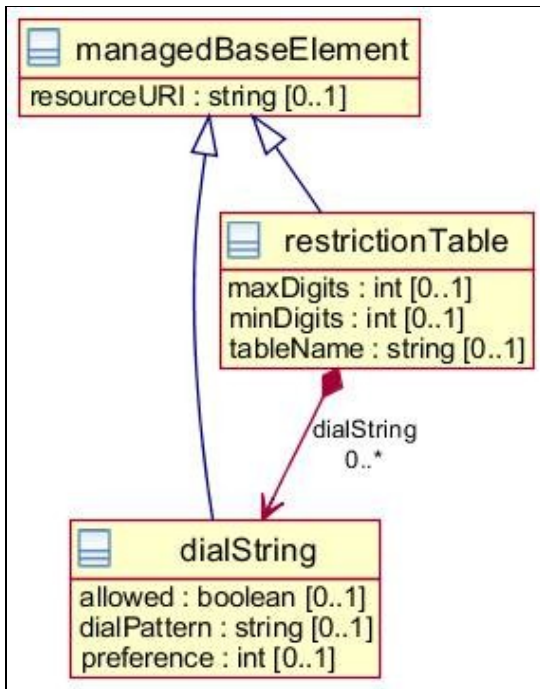 managedBaseElement
resourceURI : string [0..1]
restrictionTable
maxDigits : int [0..1]
minDigits : int [0..1]
tableName : string [0..1]
dialString
0..*
dialString
allowed : boolean [0..1]
dialPattern : string [0..1]
preference : int [0..1]